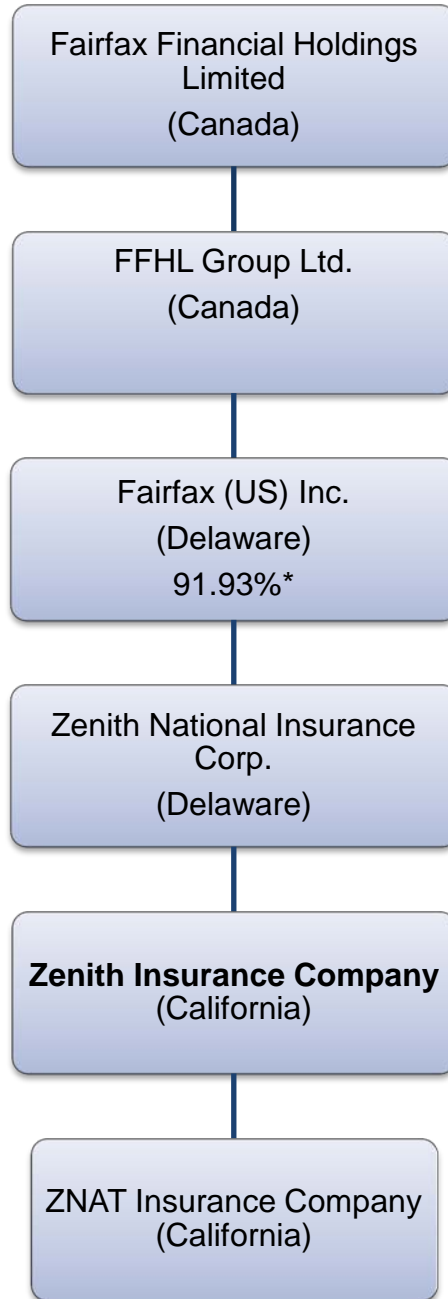 Fairfax Financial Holdings
Limited
(Canada)
FFHL Group Ltd.
(Canada)
Fairfax (US) Inc.
(Delaware)
91.93%*
Zenith National Insurance
Corp.
(Delaware)
Zenith Insurance Company
(California)
ZNAT Insurance Company
(California)